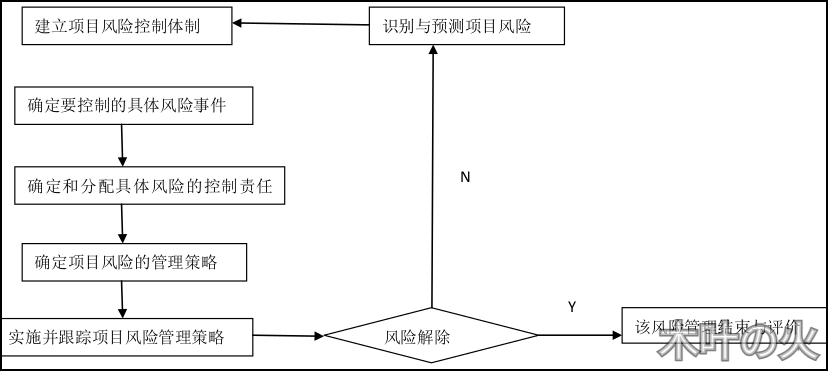 建立项目风险控制体制
识别与预测项目风险
确定要控制的具体风险事件
确定和分配具体风险的控制责任
N
确定项目风险的管理策略
Y
实施并跟踪项目风险管理策略
风险解除
该风险管理结束与评价
木叶の火